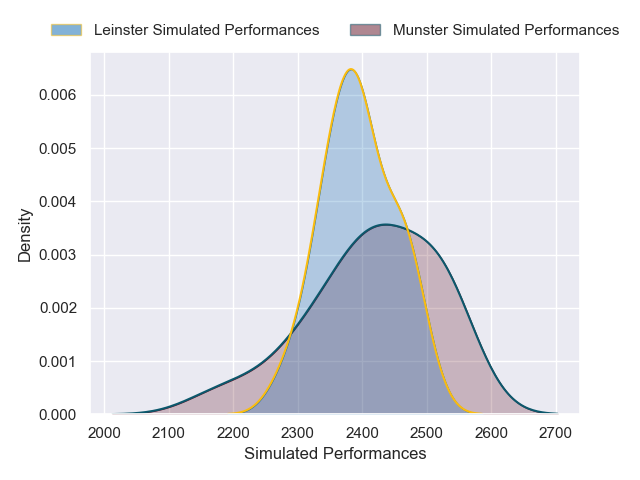 Leinster Simulated Performances
Munster Simulated Performances
Density
0.006
0.005
0.004
0.003
0.002
0.001
0.000
2000 2100 2200 2300 2400 2500 2600 2700
Simulated Performances